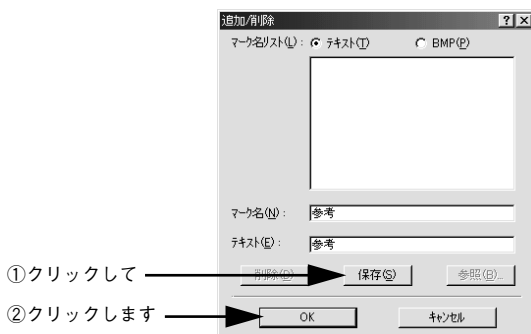 追加/削除
マーク名リスト(L): テキスト(T) BMP(P)
マーク名(N): 参考
テキスト(E): 参考
①クリックして 削除(D) 保存(S) 参照(B)...
②クリックします OK キャンセル